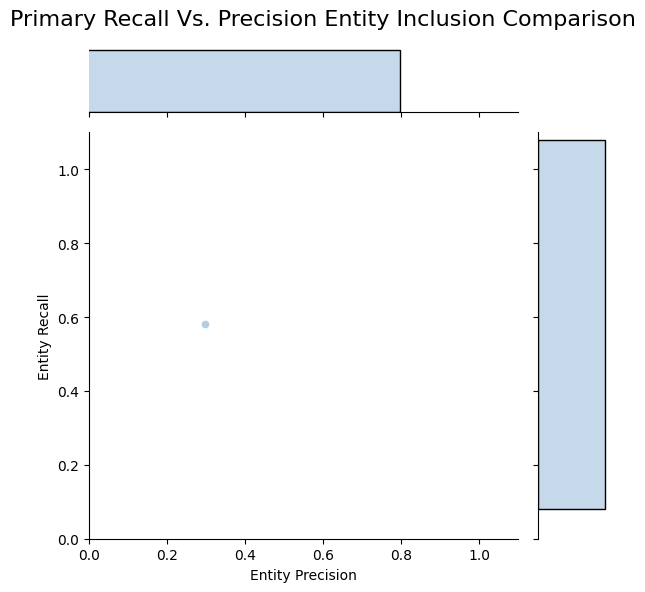 Primary Recall Vs. Precision Entity Inclusion Comparison
1.0
0.8
0.6
0.4
0.2
0.0
Entity Recall
0.0 0.2 0.4 0.6 0.8 1.0
Entity Precision